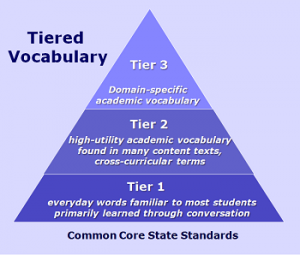 Tiered
Vocabulary
Tier 3
Domain-specific
academic vocabulary
Tier 2
high-utility academic vocabulary
found in many content texts,
cross-curricular terms
Tier 1
everyday words familiar to most students
primarily learned through conversation
Common Core State Standards